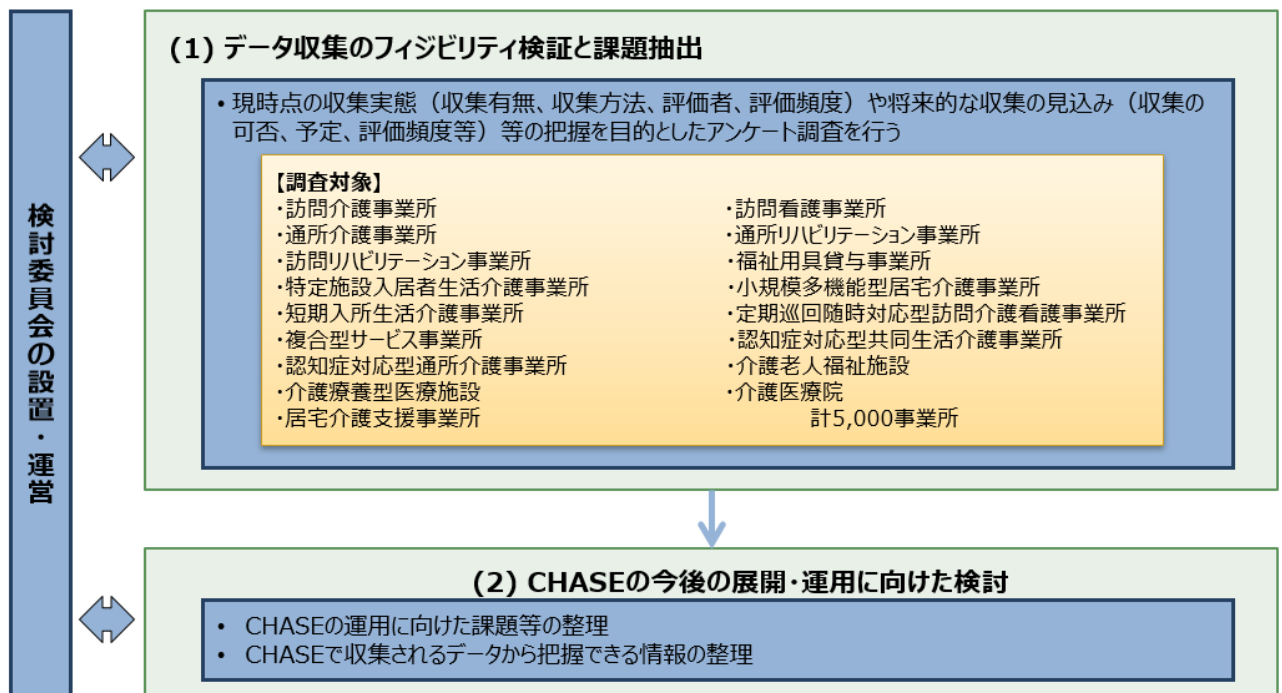 検討委員会の設置・運営
(1) データ収集のフィジビリティ検証と課題抽出
• 現時点の収集実態（収集有無、収集方法、評価者、評価頻度）や将来的な収集の見込み（収集の
可否、予定、評価頻度等）等の把握を目的としたアンケート調査を行う
【調査対象】
・訪問介護事業所
・訪問看護事業所
・通所介護事業所
・通所リハビリテーション事業所
・訪問リハビリテーション事業所
・福祉用具貸与事業所
・特定施設入居者生活介護事業所
・小規模多機能型居宅介護事業所
・短期入所生活介護事業所
・定期巡回随時対応型訪問介護看護事業所
・複合型サービス事業所
・認知症対応型共同生活介護事業所
・認知症対応型通所介護事業所
・介護老人福祉施設
・介護療養型医療施設
・介護医療院
・居宅介護支援事業所
計5,000事業所
(2) CHASEの今後の展開・運用に向けた検討
• CHASEの運用に向けた課題等の整理
• CHASEで収集されるデータから把握できる情報の整理